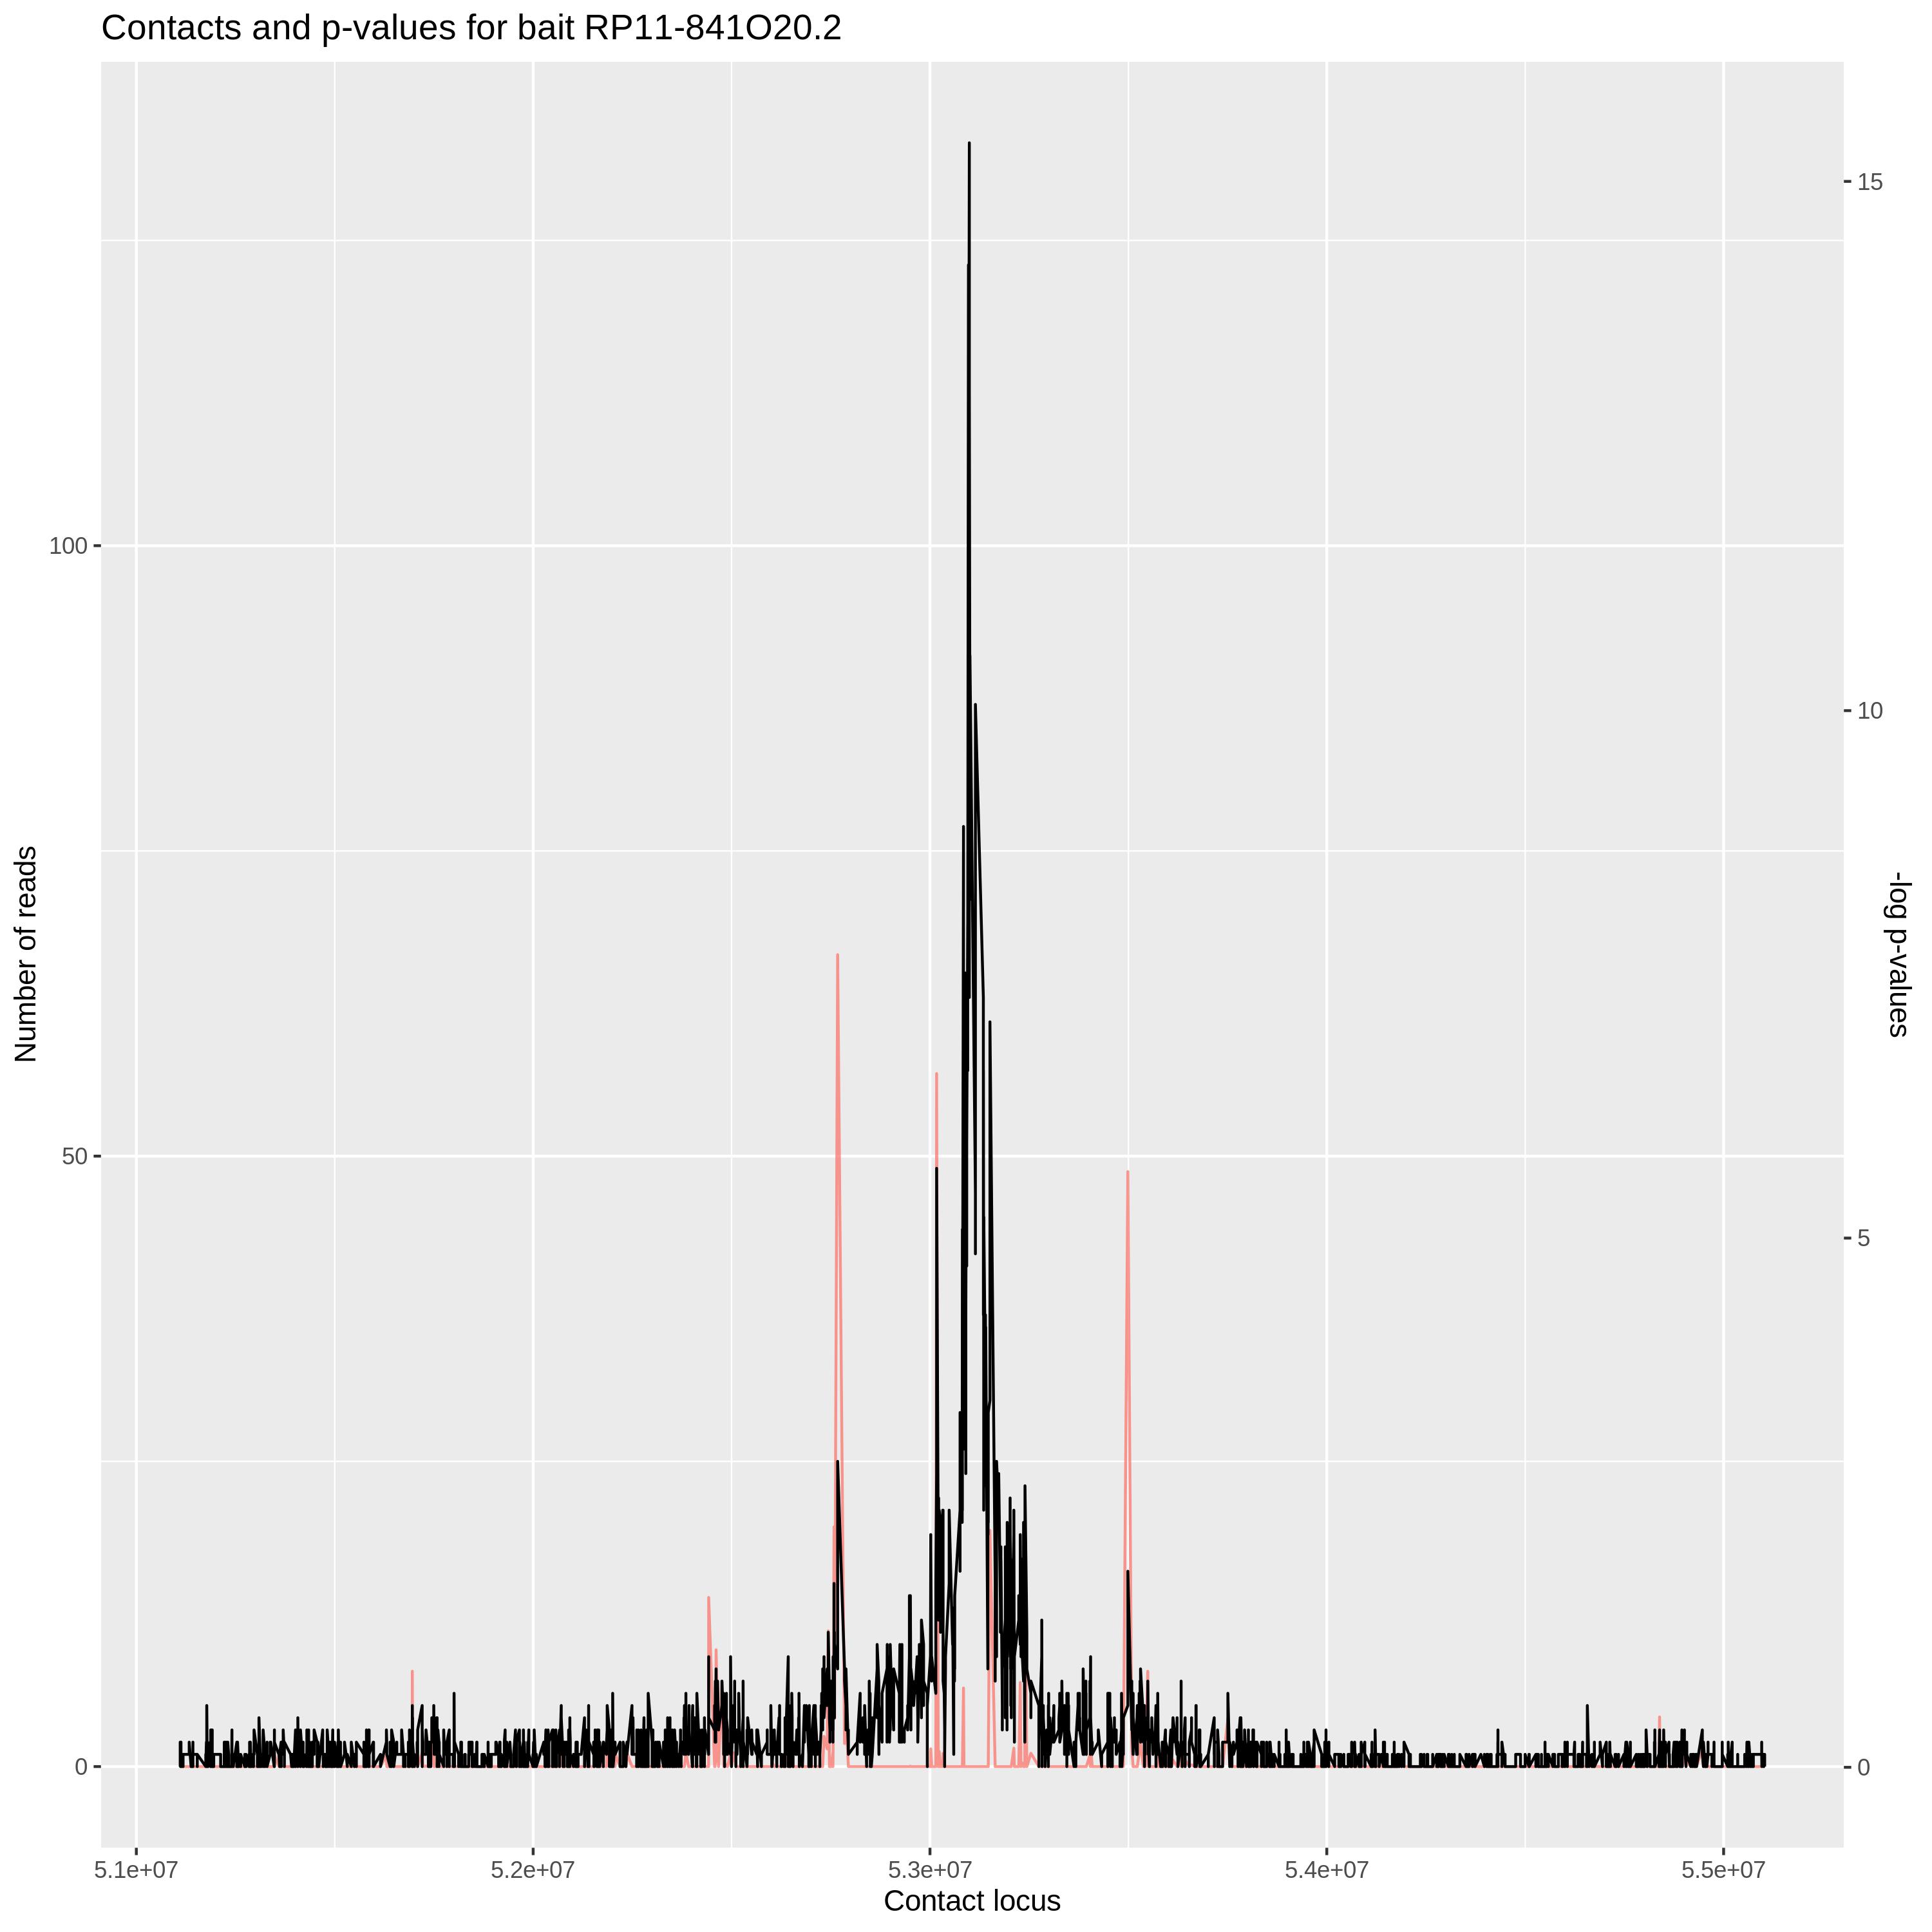 Contacts and p-values for bait RP11-841O20.2
Number of reads
100
50
0
15
10
5
0
-log p-values
5.1e+07 5.2e+07 5.3e+07 5.4e+07 5.5e+07
Contact locus